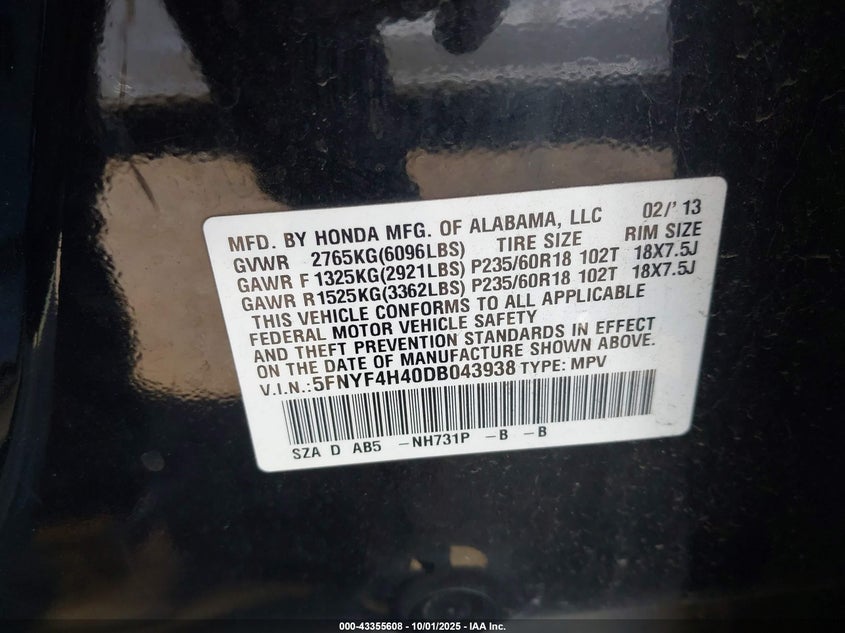 MFD. BY HONDA MFG. OF ALABAMA, LLC 02/'13
GVWR 2765KG(6096LBS) TIRE SIZE RIM SIZE
GAWR F 1325KG(2921LBS) P235/60R18 102T 18X7.5J
GAWR R1525KG(3362LBS) P235/60R18 102T 18X7.5J
THIS VEHICLE CONFORMS TO ALL APPLICABLE
FEDERAL MOTOR VEHICLE SAFETY
AND THEFT PREVENTION STANDARDS IN EFFECT
ON THE DATE OF MANUFACTURE SHOWN ABOVE.
V.I.N.:5FNYF4H40DB043938 TYPE: MPV
SZA D AB5 -NH731P -B -B
000-43355608 - 10/01/2025 - IAA Inc.